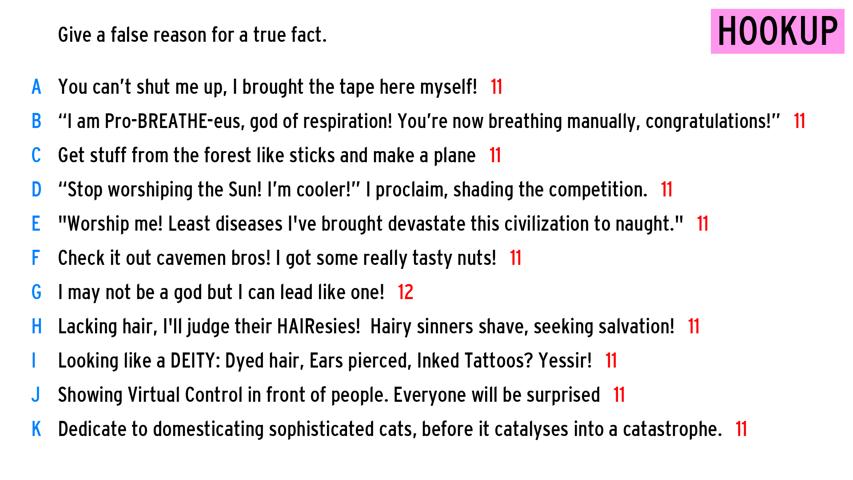 Give a false reason for a true fact.
HOOKUP
A You can't shut me up, I brought the tape here myself! 11
B “I am Pro-BREATHE-eus, god of respiration! You're now breathing manually, congratulations!” 11
C Get stuff from the forest like sticks and make a plane 11
D “Stop worshiping the Sun! I'm cooler!” I proclaim, shading the competition. 11
E "Worship me! Least diseases I've brought devastate this civilization to naught." 11
F Check it out cavemen bros! I got some really tasty nuts! 11
G I may not be a god but I can lead like one! 12
H Lacking hair, I'll judge their HAIResies! Hairy sinners shave, seeking salvation! 11
I Looking like a DEITY: Dyed hair, Ears pierced, Inked Tattoos? Yessir! 11
J Showing Virtual Control in front of people. Everyone will be surprised 11
K Dedicate to domesticating sophisticated cats, before it catalyses into a catastrophe. 11